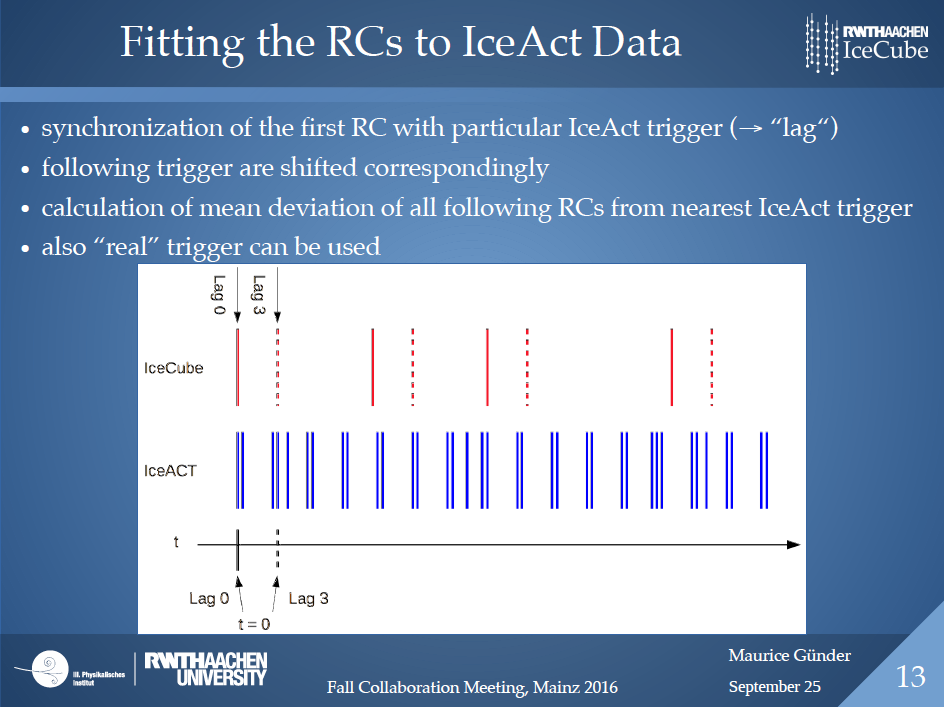 Fitting the RCs to IceAct Data
RWTHAACHEN
IceCube
• synchronization of the first RC with particular IceAct trigger (→ “lag“)
• following trigger are shifted correspondingly
• calculation of mean deviation of all following RCs from nearest IceAct trigger
• also “real” trigger can be used
Lag 0
Lag 3
IceCube
IceACT
t
Lag 0
Lag 3
t = 0
III. Physikalisches
Institut
RWTHAACHEN
UNIVERSITY
Fall Collaboration Meeting, Mainz 2016
Maurice Günder
September 25
13